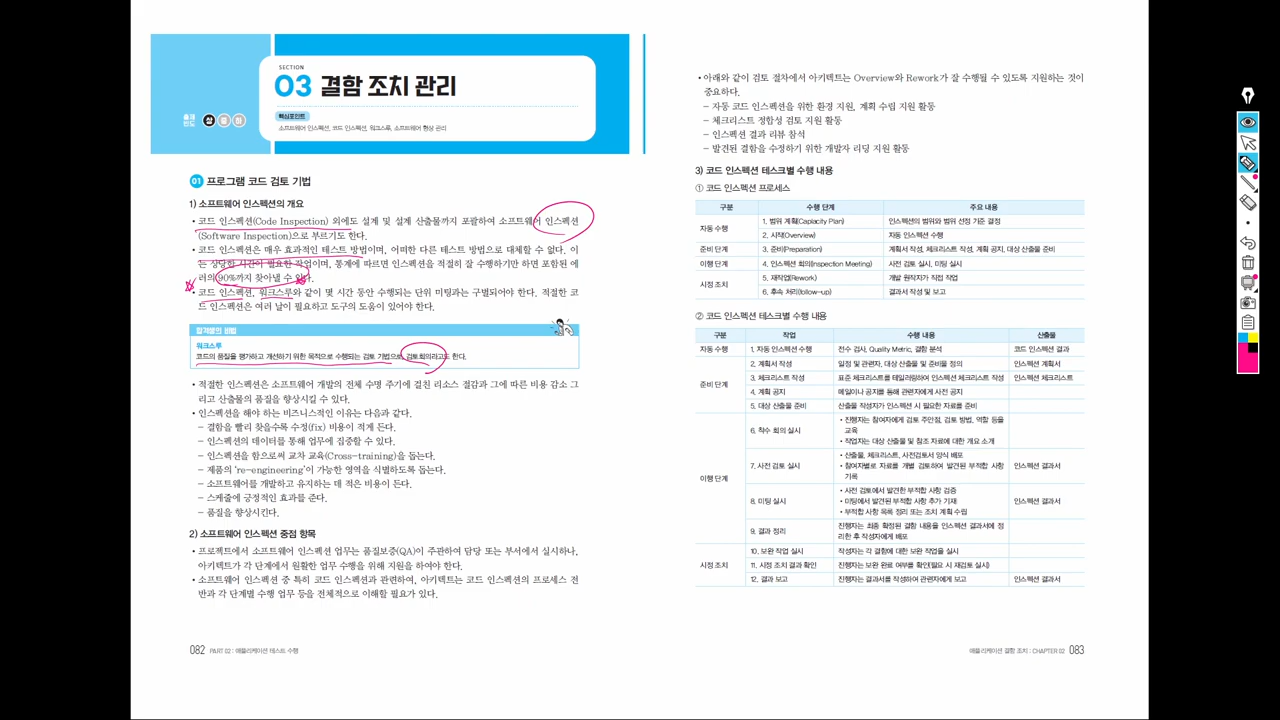 SECTION
03 결함 조치 관리
출제빈도 상 중 하
핵심포인트
소프트웨어 인스펙션, 코드 인스펙션, 워크스루, 소프트웨어 형상 관리
01 프로그램 코드 검토 기법
1) 소프트웨어 인스펙션의 개요
• 코드 인스펙션(Code Inspection) 외에도 설계 및 설계 산출물까지 포괄하여 소프트웨어 인스펙션
(Software Inspection)으로 부르기도 한다.
• 코드 인스펙션은 매우 효과적인 테스트 방법이며, 어떠한 다른 테스트 방법으로 대체할 수 없다. 이
는 상당한 시간이 필요한 작업이며, 통계에 따르면 인스펙션을 적절히 잘 수행하기만 하면 포함된 에
러의 90%까지 찾아낼 수 있다.
• 코드 인스펙션, 워크스루와 같이 몇 시간 동안 수행되는 단위 미팅과는 구별되어야 한다. 적절한 코
드 인스펙션은 여러 날이 필요하고 도구의 도움이 있어야 한다.
합격생의 비법
워크스루
코드의 품질을 평가하고 개선하기 위한 목적으로 수행되는 검토 기법으로, 검토회의라고도 한다.
• 적절한 인스펙션은 소프트웨어 개발의 전체 수명 주기에 걸친 리소스 절감과 그에 따른 비용 감소 그
리고 산출물의 품질을 향상시킬 수 있다.
• 인스펙션을 해야 하는 비즈니스적인 이유는 다음과 같다.
– 결함을 빨리 찾을수록 수정(fix) 비용이 적게 든다.
– 인스펙션의 데이터를 통해 업무에 집중할 수 있다.
– 인스펙션을 함으로써 교차 교육(Cross-training)을 돕는다.
– 제품의 ‘re-engineering’이 가능한 영역을 식별하도록 돕는다.
– 소프트웨어를 개발하고 유지하는 데 적은 비용이 든다.
– 스케줄에 긍정적인 효과를 준다.
– 품질을 향상시킨다.
2) 소프트웨어 인스펙션 중점 항목
• 프로젝트에서 소프트웨어 인스펙션 업무는 품질보증(QA)이 주관하여 담당 또는 부서에서 실시하나,
아키텍트가 각 단계에서 원활한 업무 수행을 위해 지원을 하여야 한다.
• 소프트웨어 인스펙션 중 특히 코드 인스펙션과 관련하여, 아키텍트는 코드 인스펙션의 프로세스 전
반과 각 단계별 수행 업무 등을 전체적으로 이해할 필요가 있다.
082 PART 02 : 애플리케이션 테스트 수행
• 아래와 같이 검토 절차에서 아키텍트는 Overview와 Rework가 잘 수행될 수 있도록 지원하는 것이
중요하다.
– 자동 코드 인스펙션을 위한 환경 지원, 계획 수립 지원 활동
– 체크리스트 정합성 검토 지원 활동
– 인스펙션 결과 리뷰 참석
– 발견된 결함을 수정하기 위한 개발자 리딩 지원 활동
3) 코드 인스펙션 테스크별 수행 내용
① 코드 인스펙션 프로세스
구분 수행 단계 주요 내용
자동 수행 1. 범위 계획(Caplacity Plan) 인스펙션의 범위와 범위 선정 기준 결정
2. 시작(Overview) 자동 인스펙션 수행
준비 단계 3. 준비(Preparation) 계획서 작성, 체크리스트 작성, 계획 공지, 대상 산출물 준비
이행 단계 4. 인스펙션 회의(Inspection Meeting) 사전 검토 실시, 미팅 실시
시정 조치 5. 재작업(Rework) 개발 원작자가 직접 작업
6. 후속 처리(follow-up) 결과서 작성 및 보고
② 코드 인스펙션 테스크별 수행 내용
구분 작업 수행 내용 산출물
자동 수행 1. 자동 인스펙션 수행 전수 검사, Quality Metric, 결함 분석 코드 인스펙션 결과
준비 단계 2. 계획서 작성 일정 및 관련자, 대상 산출물 및 준비물 정의 인스펙션 계획서
3. 체크리스트 작성 표준 체크리스트를 테일러링하여 인스펙션 체크리스트 작성 인스펙션 체크리스트
4. 계획 공지 메일이나 공지를 통해 관련자에게 사전 공지
5. 대상 산출물 준비 산출물 작성자가 인스펙션 시 필요한 자료를 준비
이행 단계 6. 착수 회의 실시 • 진행자는 참여자에게 검토 주안점, 검토 방법, 역할 등을
교육
• 작업자는 대상 산출물 및 참조 자료에 대한 개요 소개
7. 사전 검토 실시 • 산출물, 체크리스트, 사전검토서 양식 배포
• 참여자별로 자료를 개별 검토하여 발견된 부적합 사항 인스펙션 결과서
기록
8. 미팅 실시 • 사전 검토에서 발견한 부적합 사항 검증
• 미팅에서 발견된 부적합 사항 추가 기재 인스펙션 결과서
• 부적합 사항 목록 정리 또는 조치 계획 수립
9. 결과 정리 진행자는 최종 확정된 결함 내용을 인스펙션 결과서에 정
리한 후 작성자에게 배포
시정 조치 10. 보완 작업 실시 작성자는 각 결함에 대한 보완 작업을 실시
11. 시정 조치 결과 확인 진행자는 보완 완료 여부를 확인(필요 시 재검토 실시)
12. 결과 보고 진행자는 결과서를 작성하여 관련자에게 보고 인스펙션 결과서
애플리케이션 결함 조치 : CHAPTER 02 083